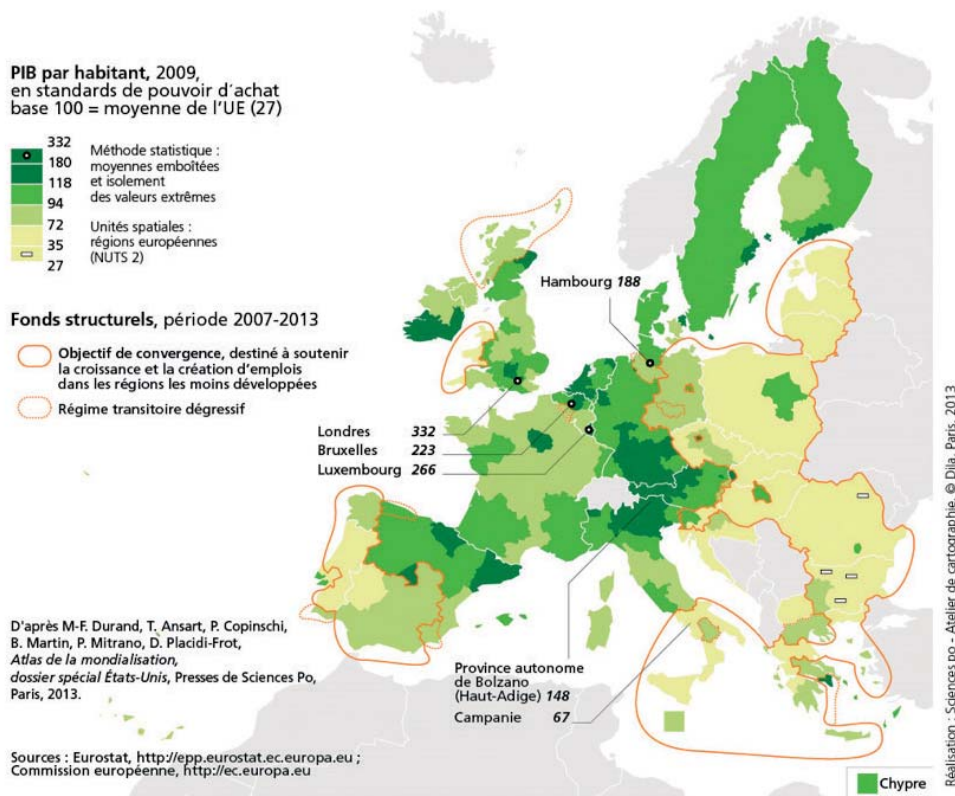 PIB par habitant, 2009,
en standards de pouvoir d'achat
base 100 = moyenne de l'UE (27)
332
180
118
94
72
35
27
Méthode statistique :
moyennes emboîtées
et isolement
des valeurs extrêmes
Unités spatiales :
régions européennes
(NUTS 2)
Fonds structurels, période 2007-2013
Objectif de convergence, destiné à soutenir
la croissance et la création d'emplois
dans les régions les moins développées
Régime transitoire dégressif
Hambourg 188
Londres 332
Bruxelles 223
Luxembourg 266
Province autonome
de Bolzano
(Haut-Adige) 148
Campanie 67
D'après M-F. Durand, T. Ansart, P. Copinschi,
B. Martin, P. Mitrano, D. Placidi-Frot,
Atlas de la mondialisation,
dossier spécial États-Unis, Presses de Sciences Po,
Paris, 2013.
Sources : Eurostat, http://epp.eurostat.ec.europa.eu ;
Commission européenne, http://ec.europa.eu
Chypre
Réalisation : Sciences po - Atelier de cartographie. © Dila, Paris, 2013